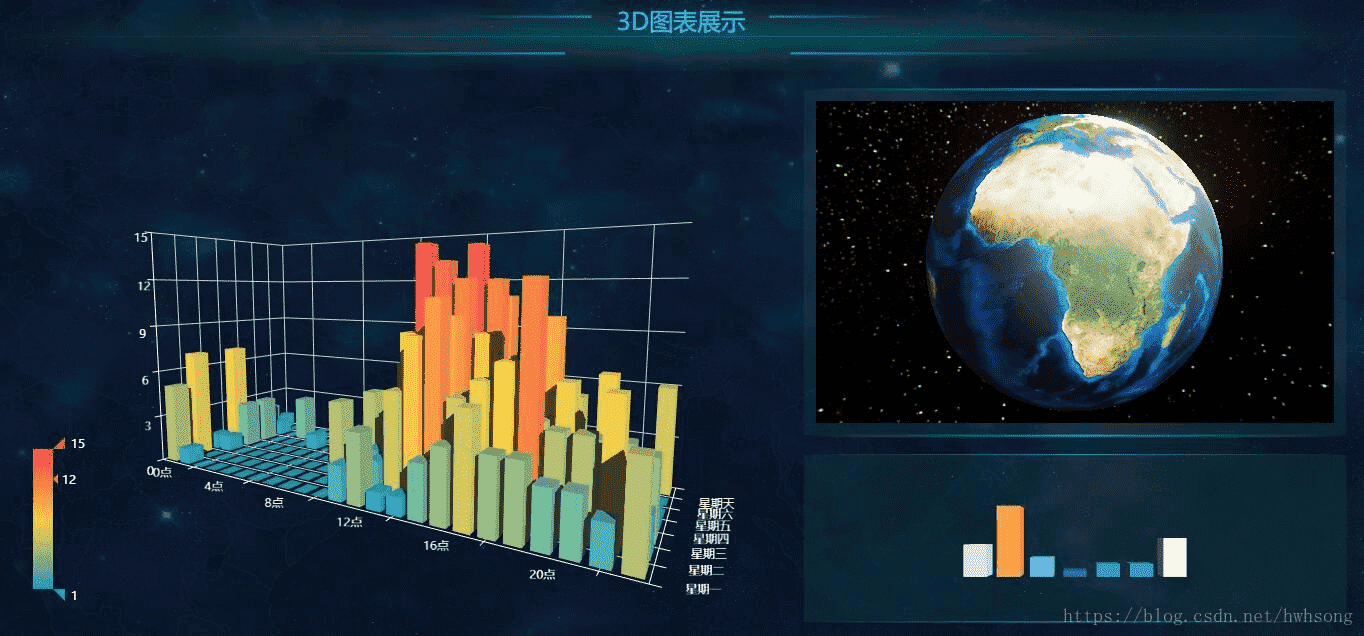 3D图表展示
15
12
9
6
3
0
0点
4点
8点
12点
16点
20点
星期天
星期六
星期五
星期四
星期三
星期二
星期一
15
12
1
https://blog.csdn.net/hwhsong